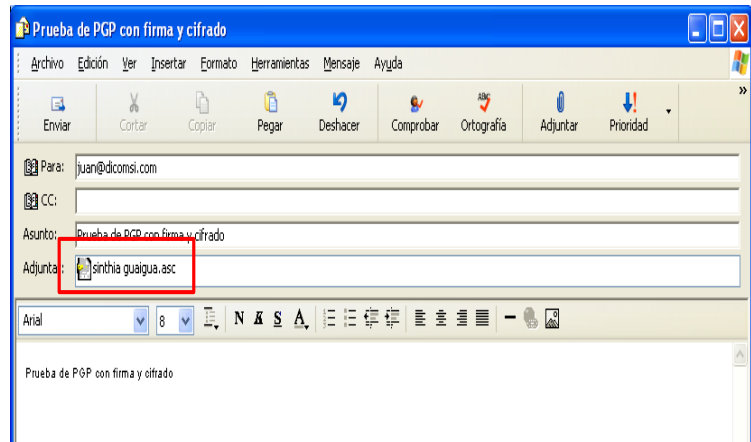 Prueba de PGP con firma y cifrado
Archivo Edición Ver Insertar Formato Herramientas Mensaje Ayuda
Enviar Cortar Copiar Pegar Deshacer Comprobar Ortografía Adjuntar Prioridad »
Para: juan@dicomsi.com
CC:
Asunto: Prueba de PGP con firma y cifrado
Adjuntar: sinthia guaigua.asc
Arial 8 N K S A
Prueba de PGP con firma y cifrado